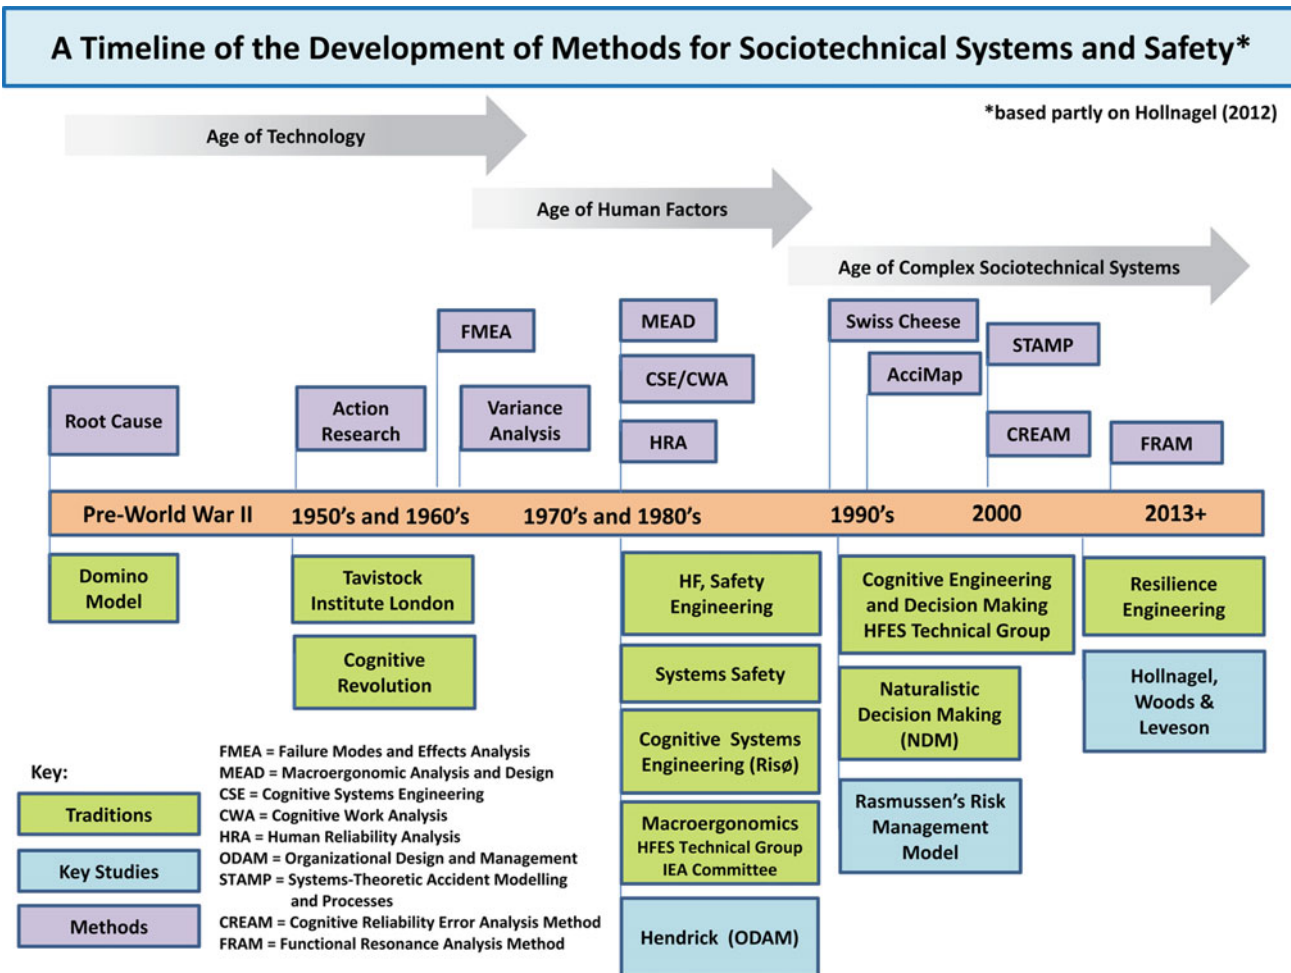 A Timeline of the Development of Methods for Sociotechnical Systems and Safety*
*based partly on Hollnagel (2012)
Age of Technology
Age of Human Factors
Age of Complex Sociotechnical Systems
Root Cause
Action
Research
FMEA
Variance
Analysis
MEAD
CSE/CWA
HRA
Swiss Cheese
AcciMap
STAMP
CREAM
FRAM
Pre-World War II
1950's and 1960's
1970's and 1980's
1990's
2000
2013+
Domino
Model
Tavistock
Institute London
Cognitive
Revolution
HF, Safety
Engineering
Systems Safety
Cognitive Systems
Engineering (Risø)
Macroergonomics
HFES Technical Group
IEA Committee
Hendrick (ODAM)
Cognitive Engineering
and Decision Making
HFES Technical Group
Naturalistic
Decision Making
(NDM)
Rasmussen's Risk
Management
Model
Resilience
Engineering
Hollnagel,
Woods &
Leveson
Key:
Traditions
Key Studies
Methods
FMEA = Failure Modes and Effects Analysis
MEAD = Macroergonomic Analysis and Design
CSE = Cognitive Systems Engineering
CWA = Cognitive Work Analysis
HRA = Human Reliability Analysis
ODAM = Organizational Design and Management
STAMP = Systems-Theoretic Accident Modelling
and Processes
CREAM = Cognitive Reliability Error Analysis Method
FRAM = Functional Resonance Analysis Method